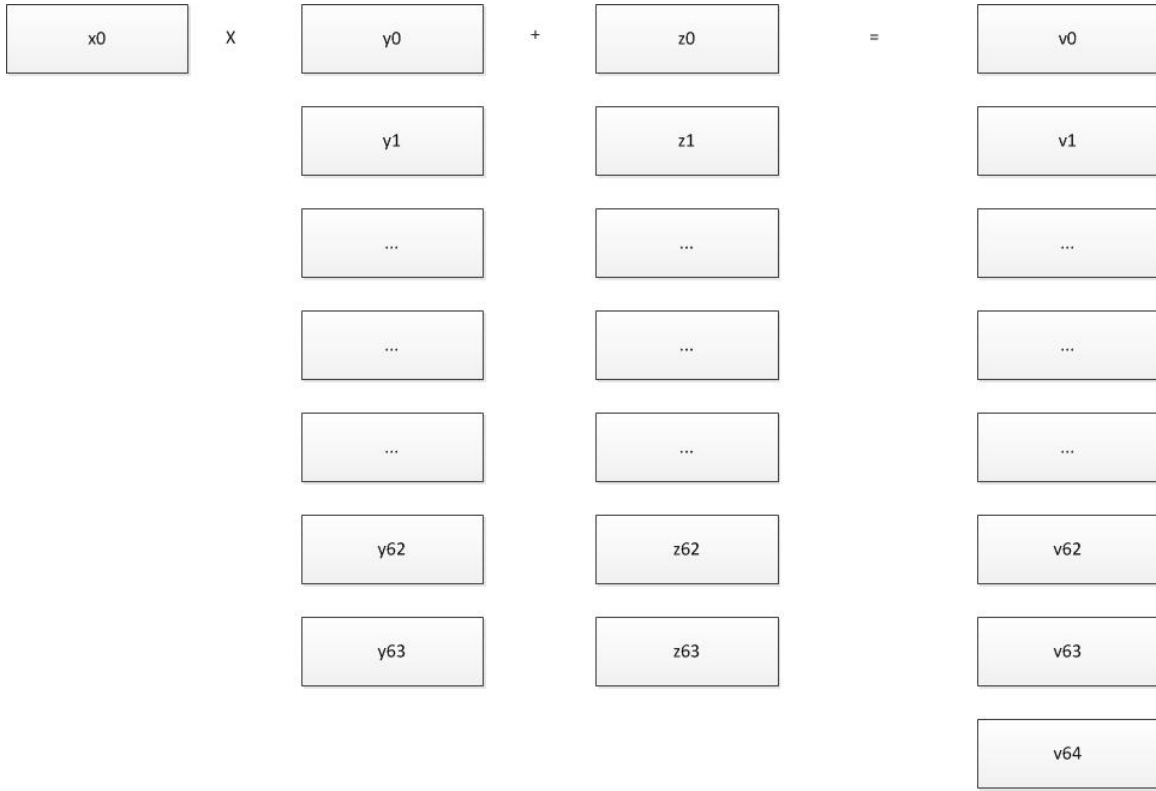 x0 X y0 + z0 = v0
y1 z1 v1
... ... ...
... ... ...
... ... ...
y62 z62 v62
y63 z63 v63
v64